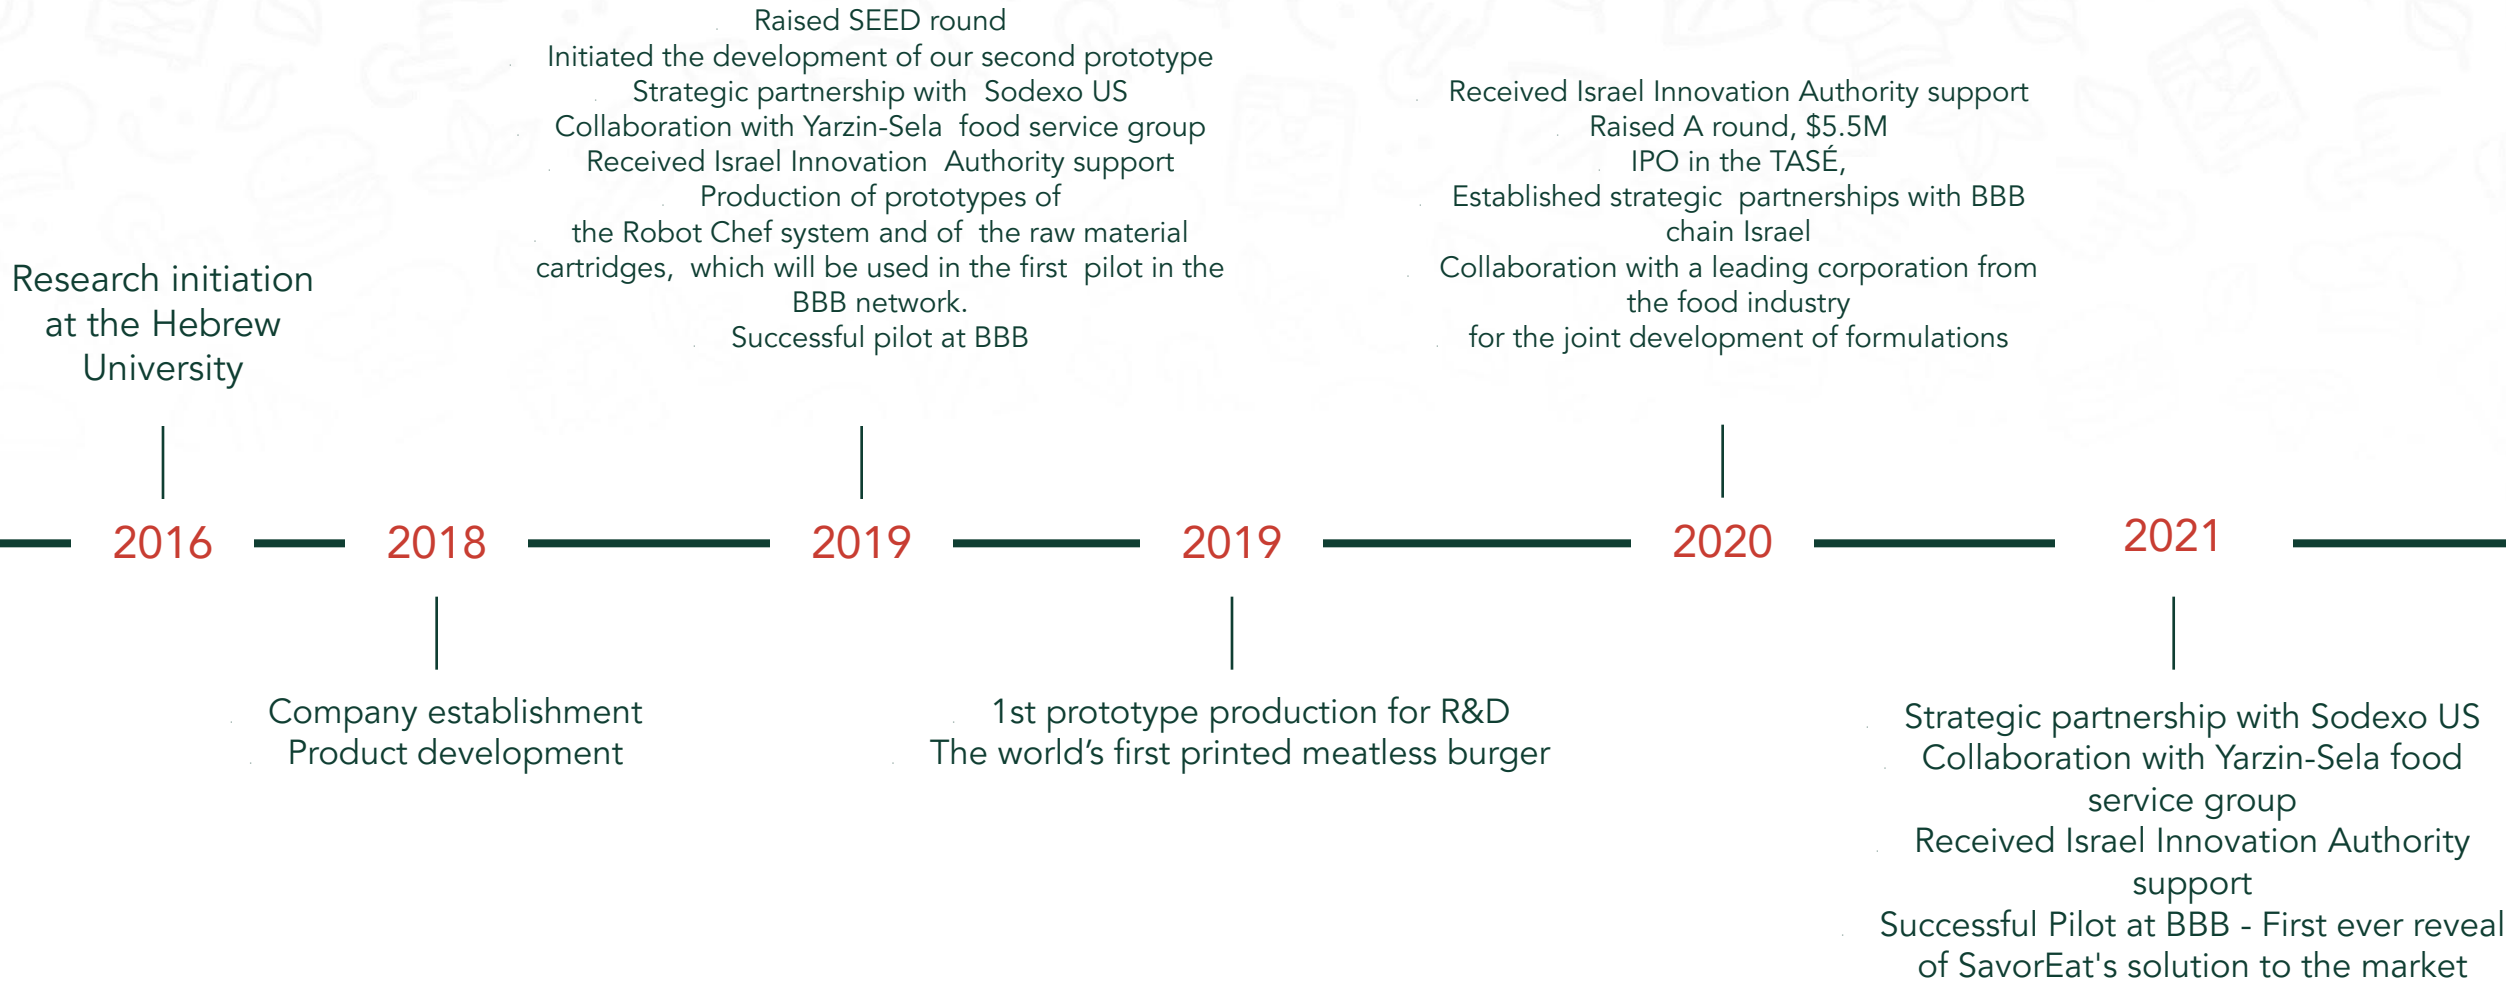 Raised SEED round
Initiated the development of our second prototype
Strategic partnership with Sodexo US
Collaboration with Yarzin-Sela food service group
Received Israel Innovation Authority support
Production of prototypes of
the Robot Chef system and of the raw material
cartridges, which will be used in the first pilot in the
BBB network.
Successful pilot at BBB
Received Israel Innovation Authority support
Raised A round, $5.5M
IPO in the TASÉ,
Established strategic partnerships with BBB
chain Israel
Collaboration with a leading corporation from
the food industry
for the joint development of formulations
Research initiation
at the Hebrew
University
2016
2018
2019
2019
2020
2021
Company establishment
Product development
1st prototype production for R&D
The world’s first printed meatless burger
Strategic partnership with Sodexo US
Collaboration with Yarzin-Sela food
service group
Received Israel Innovation Authority
support
Successful Pilot at BBB - First ever reveal
of SavorEat's solution to the market